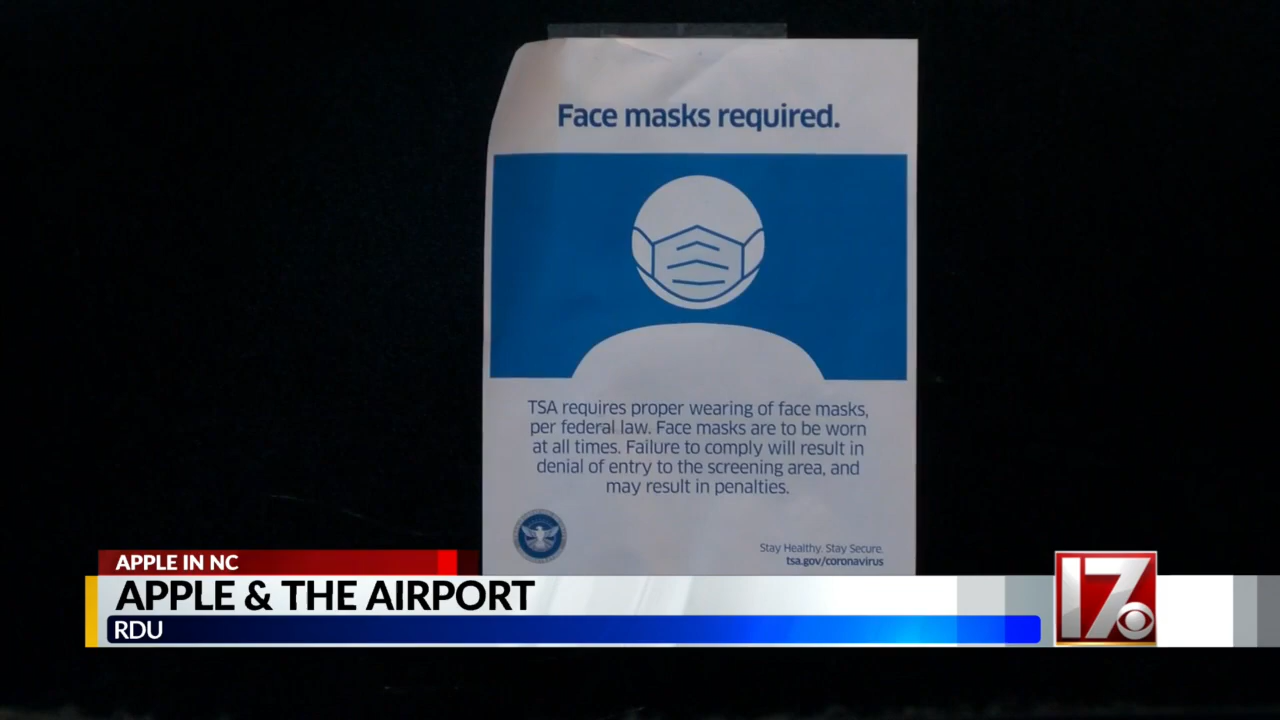 Face masks required.
TSA requires proper wearing of face masks,
per federal law. Face masks are to be worn
at all times. Failure to comply will result in
denial of entry to the screening area, and
may result in penalties.
Stay Healthy. Stay Secure.
tsa.gov/coronavirus
APPLE IN NC
APPLE & THE AIRPORT
RDU
17